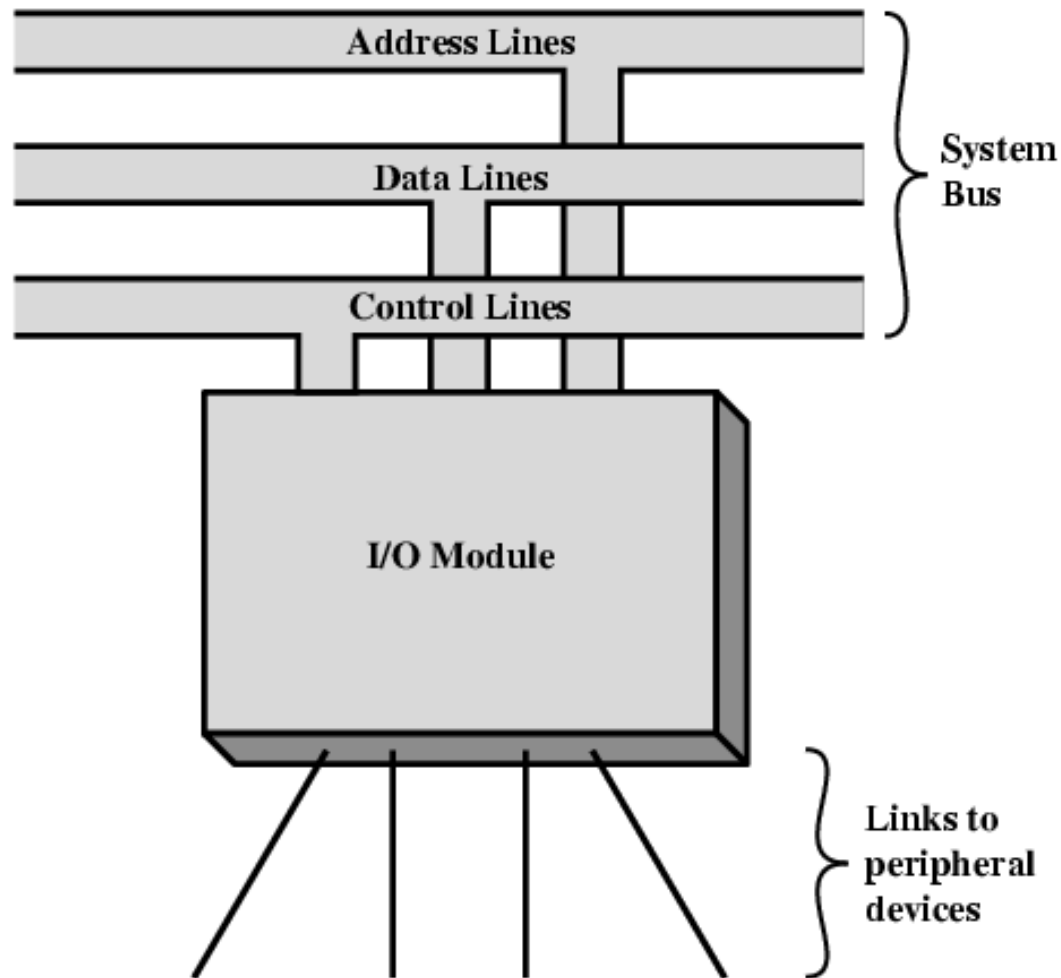 Address Lines
Data Lines
Control Lines
System
Bus
I/O Module
Links to
peripheral
devices